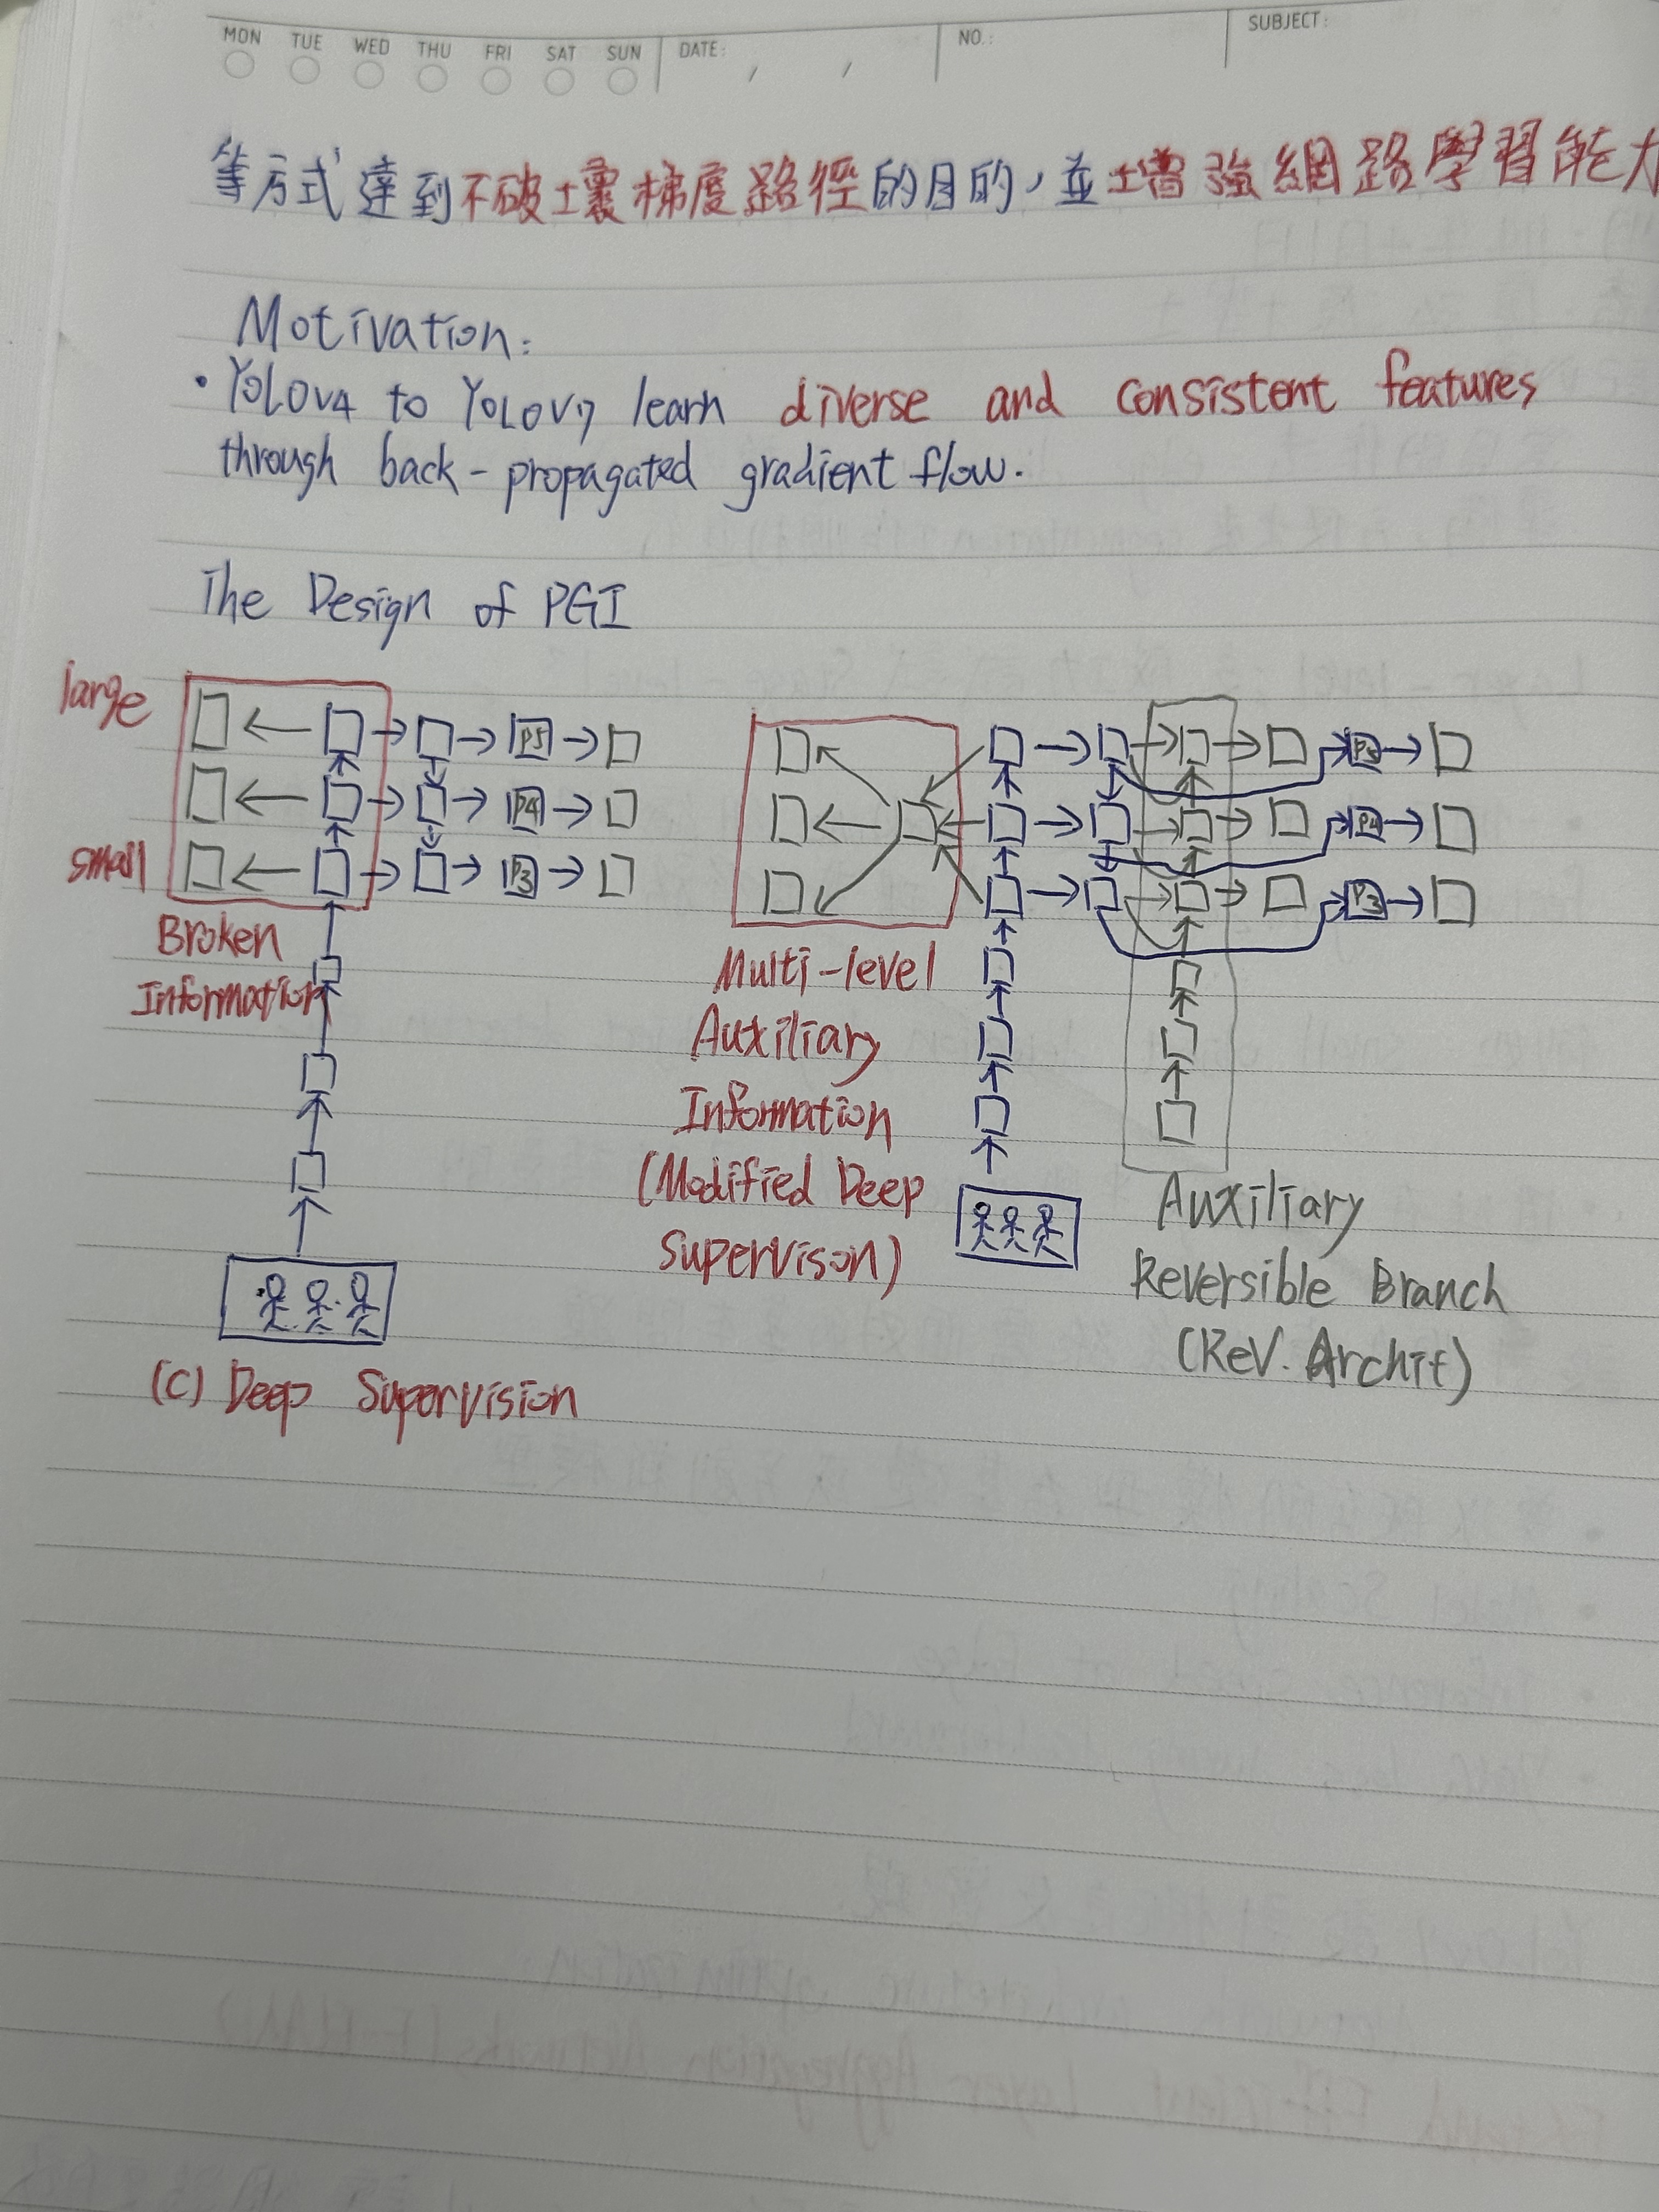 MON TUE WED THU FRI SAT SUN DATE: / / NO.: SUBJECT:
等方式達到不破壞梯度路徑的目的，並增強網路學習能力
Motivation:
• YOLOv4 to YOLOv7 learn diverse and consistent features
through back-propagated gradient flow.
The Design of PGI
large
P5
P4
small
P3
Broken
Information
(C) Deep Supervision
P5
P4
P3
Multi-level
Auxiliary
Information
(Modified Deep
Supervison)
Auxiliary
Reversible Branch
(Rev. Archit)